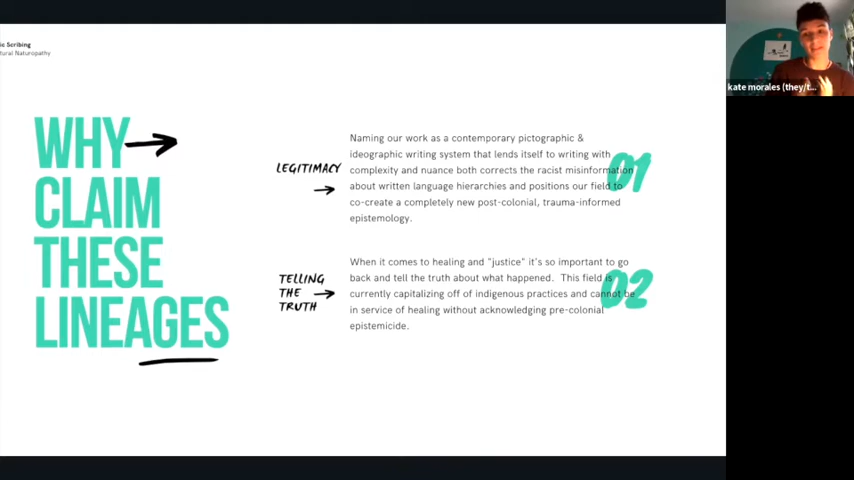 ic Scribing
tural Naturopathy
WHY
CLAIM
THESE
LINEAGES
LEGITIMACY
Naming our work as a contemporary pictographic &
ideographic writing system that lends itself to writing with
complexity and nuance both corrects the racist misinformation
about written language hierarchies and positions our field to
co-create a completely new post-colonial, trauma-informed
epistemology.
01
TELLING
THE
TRUTH
When it comes to healing and "justice" it's so important to go
back and tell the truth about what happened. This field is
currently capitalizing off of indigenous practices and cannot be
in service of healing without acknowledging pre-colonial
epistemicide.
02
kate morales (they/t...